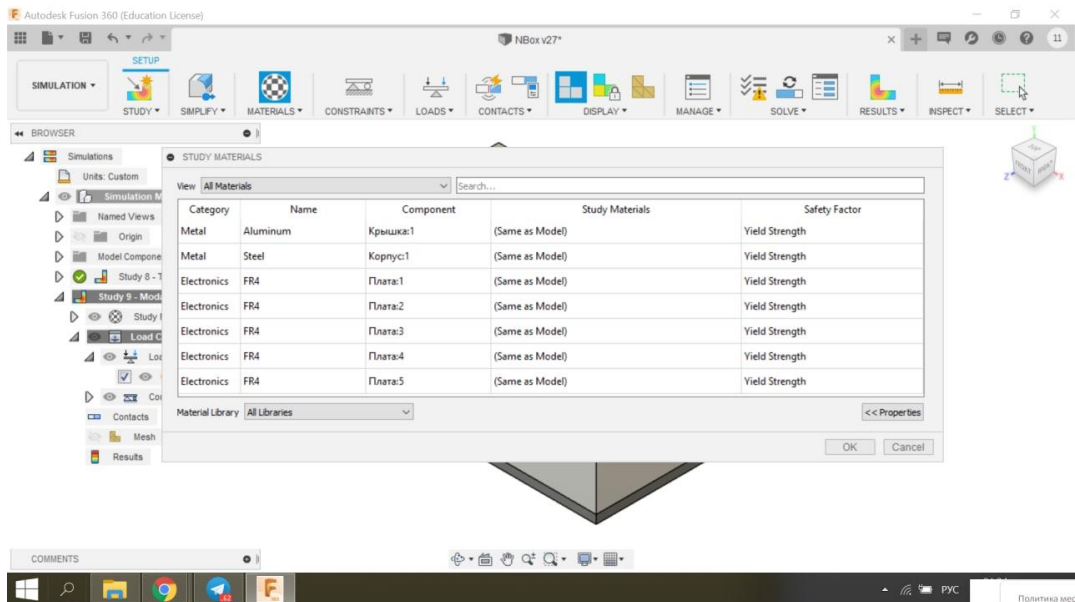 Autodesk Fusion 360 (Education License)
NBox v27*
11
SETUP
SIMULATION
STUDY
SIMPLIFY
MATERIALS
CONSTRAINTS
LOADS
CONTACTS
DISPLAY
MANAGE
SOLVE
RESULTS
INSPECT
SELECT
BROWSER
Simulations
Units: Custom
Simulation M
Named Views
Origin
Model Compone
Study 8 - T
Study 9 - Moda
Study
Load C
Loa
Contacts
Mesh
Results
STUDY MATERIALS
View All Materials Search...
Category Name Component Study Materials Safety Factor
Metal Aluminum Крышка:1 (Same as Model) Yield Strength
Metal Steel Корпус:1 (Same as Model) Yield Strength
Electronics FR4 Плата:1 (Same as Model) Yield Strength
Electronics FR4 Плата:2 (Same as Model) Yield Strength
Electronics FR4 Плата:3 (Same as Model) Yield Strength
Electronics FR4 Плата:4 (Same as Model) Yield Strength
Electronics FR4 Плата:5 (Same as Model) Yield Strength
Material Library All Libraries << Properties
OK Cancel
TOP
FRONT
RIGHT
Z X
COMMENTS
РУС
Политика мес